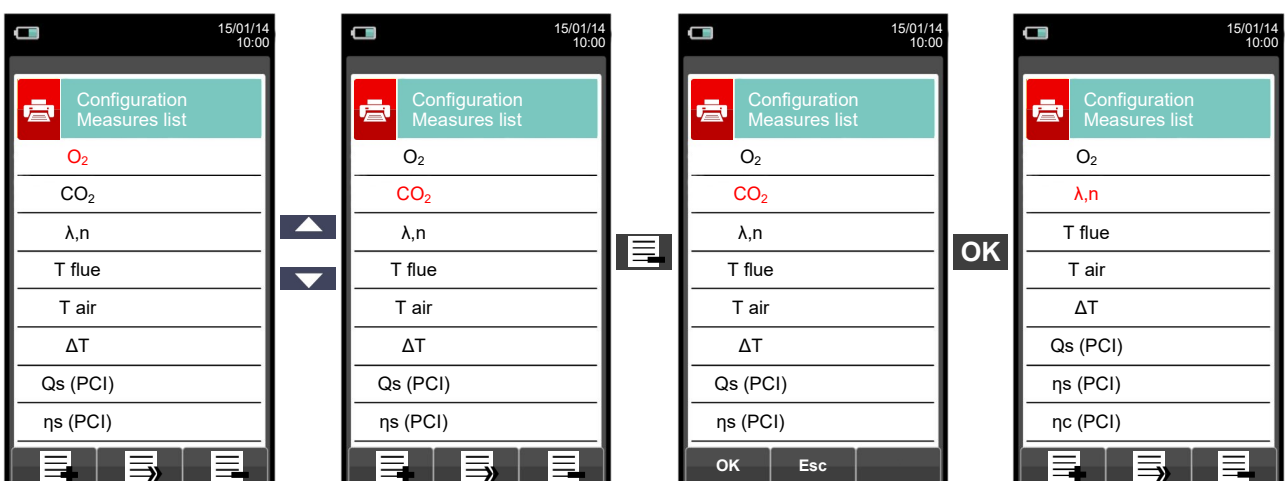 15/01/14
10:00
Configuration
Measures list
O₂
CO₂
λ,n
T flue
T air
ΔT
Qs (PCI)
ηs (PCI)
15/01/14
10:00
Configuration
Measures list
O₂
CO₂
λ,n
T flue
T air
ΔT
Qs (PCI)
ηs (PCI)
15/01/14
10:00
Configuration
Measures list
O₂
CO₂
λ,n
T flue
T air
ΔT
Qs (PCI)
ηs (PCI)
OK Esc
OK
15/01/14
10:00
Configuration
Measures list
O₂
λ,n
T flue
T air
ΔT
Qs (PCI)
ηs (PCI)
ηc (PCI)